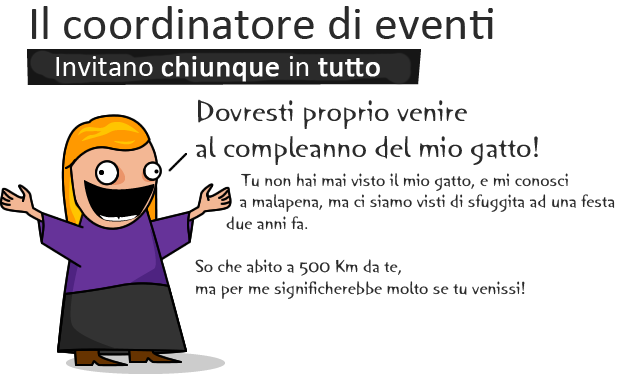 Il coordinatore di eventi
Invitano chiunque in tutto
Dovresti proprio venire
al compleanno del mio gatto!
Tu non hai mai visto il mio gatto, e mi conosci
a malapena, ma ci siamo visti di sfuggita ad una festa
due anni fa.
So che abito a 500 Km da te,
ma per me significherebbe molto se tu venissi!